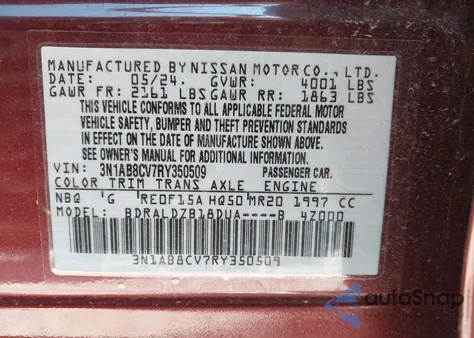 MANUFACTURED BY NISSAN MOTOR CO., LTD.
DATE: 05/24 GVWR: 4001 LBS
GAWR FR: 2161 LBS GAWR RR: 1863 LBS
THIS VEHICLE CONFORMS TO ALL APPLICABLE FEDERAL MOTOR
VEHICLE SAFETY, BUMPER AND THEFT PREVENTION STANDARDS
IN EFFECT ON THE DATE OF MANUFACTURE SHOWN ABOVE.
SEE OWNER'S MANUAL FOR ADDITIONAL INFORMATION.
VIN: 3N1AB8CV7RY350509 PASSENGER CAR.
COLOR TRIM TRANS AXLE ENGINE
NBQ G RE0F15A HQ50 MR20 1997 CC
MODEL: BDRALDZB18DUA----B 4Z000
3N1AB8CV7RY350509
autoSnap